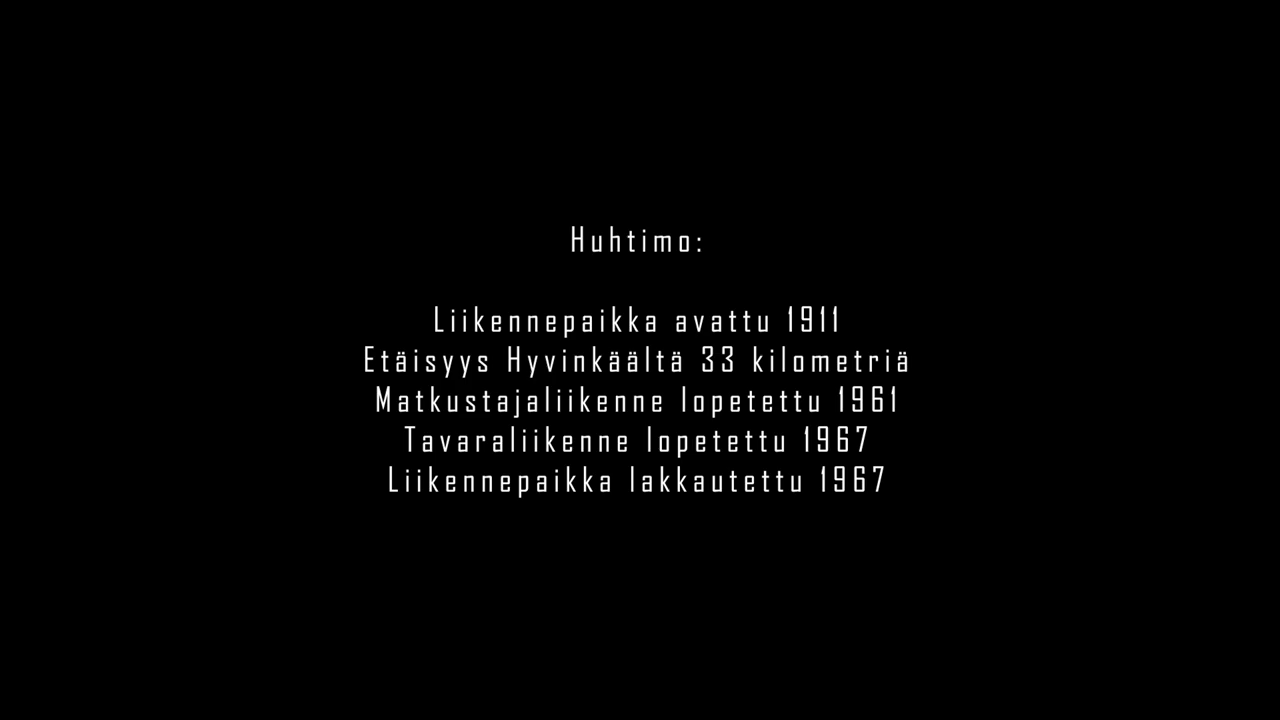 Huhtimo:
Liikennepaikka avattu 1911
Etäisyys Hyvinkäältä 33 kilometriä
Matkustajaliikenne lopetettu 1961
Tavaraliikenne lopetettu 1967
Liikennepaikka lakkautettu 1967